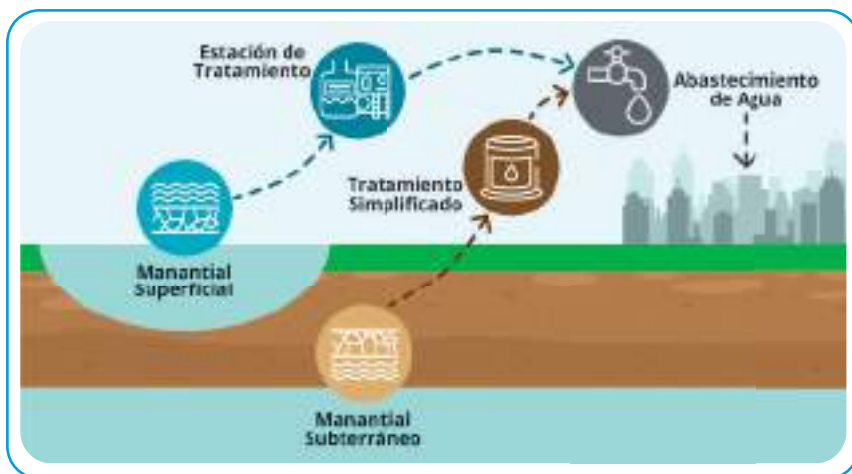 Estación de
Tratamiento
Abastecimiento
de Agua
Tratamiento
Simplificado
Manantial
Superficial
Manantial
Subterráneo